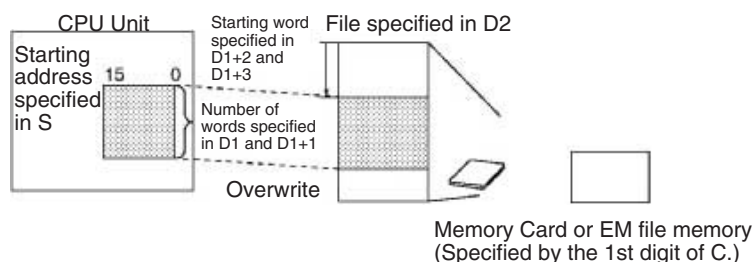 CPU Unit
Starting
address
specified
in S
15 0
Starting word
specified in
D1+2 and
D1+3
Number of
words specified
in D1 and D1+1
Overwrite
File specified in D2
Memory Card or EM file memory
(Specified by the 1st digit of C.)